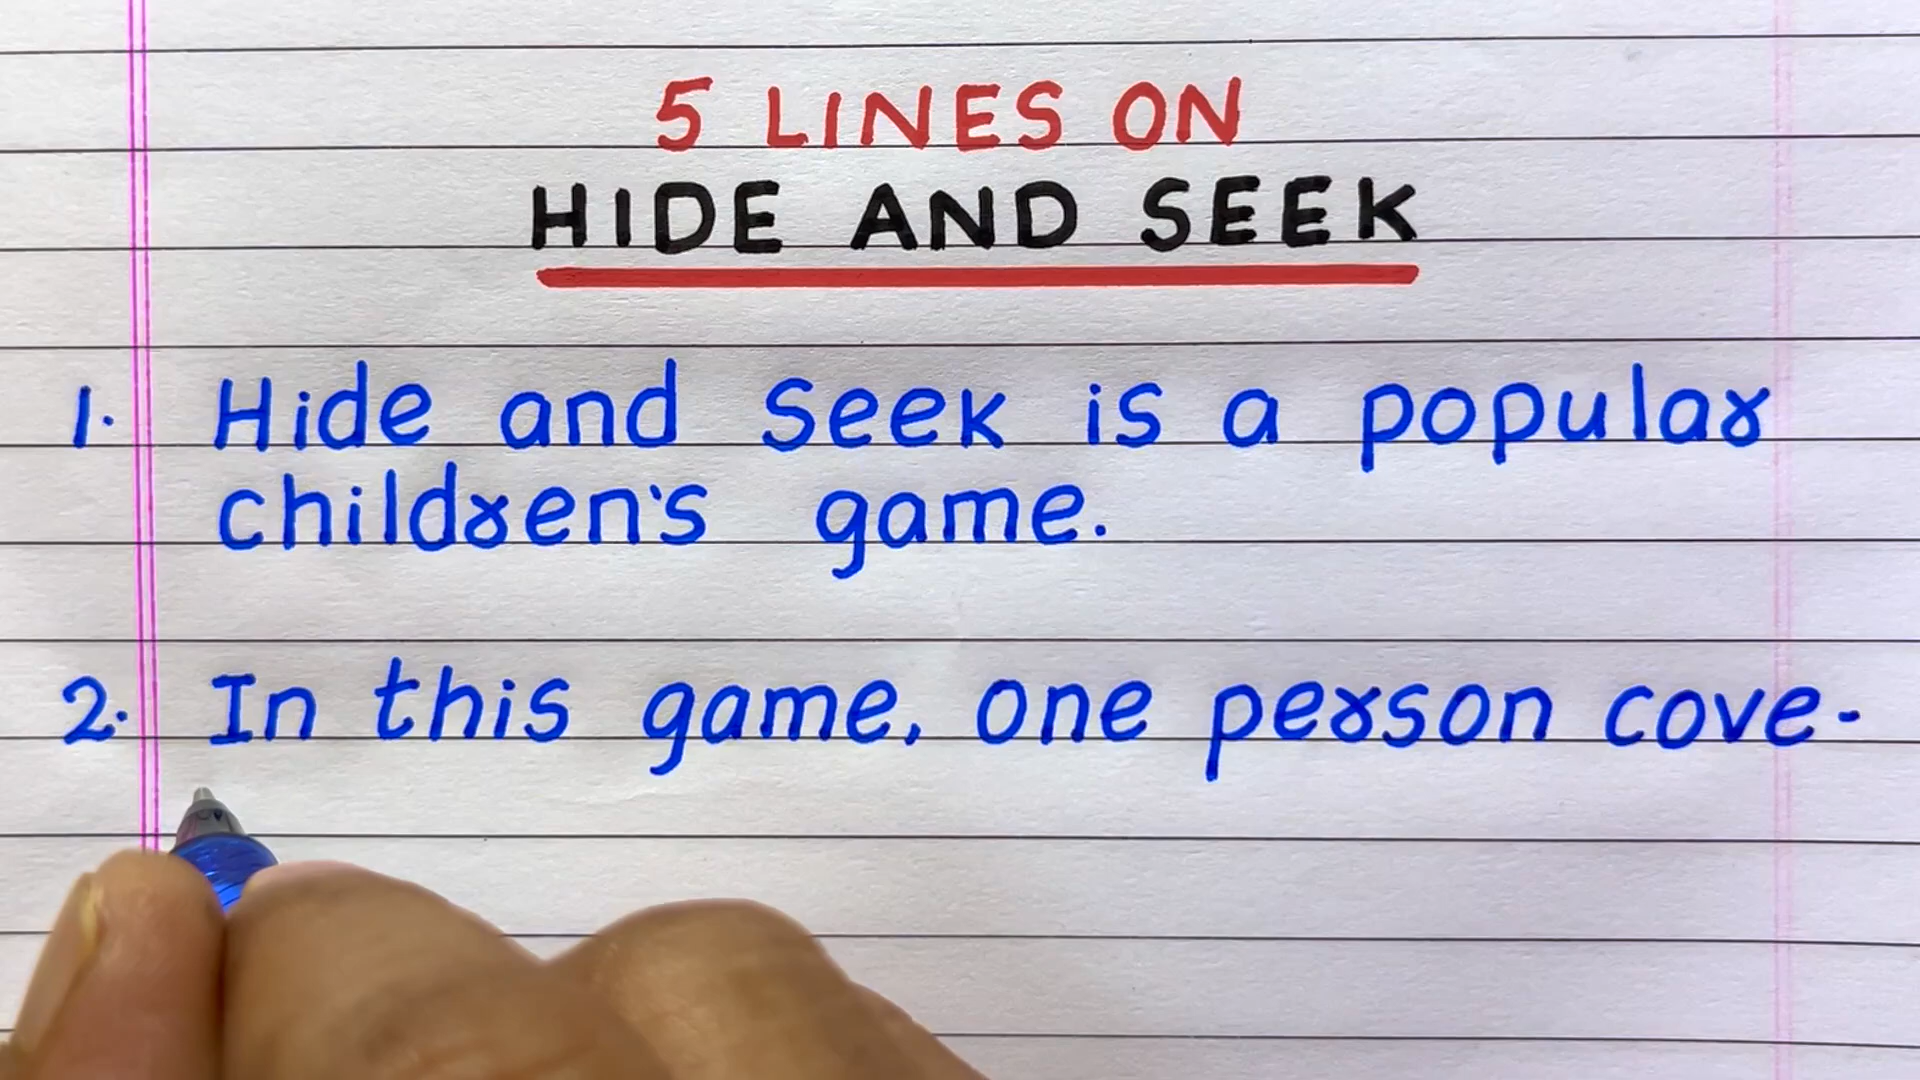 5 LINES ON
HIDE AND SEEK
1. Hide and seek is a popular
children's game.
2. In this game, one person cove-